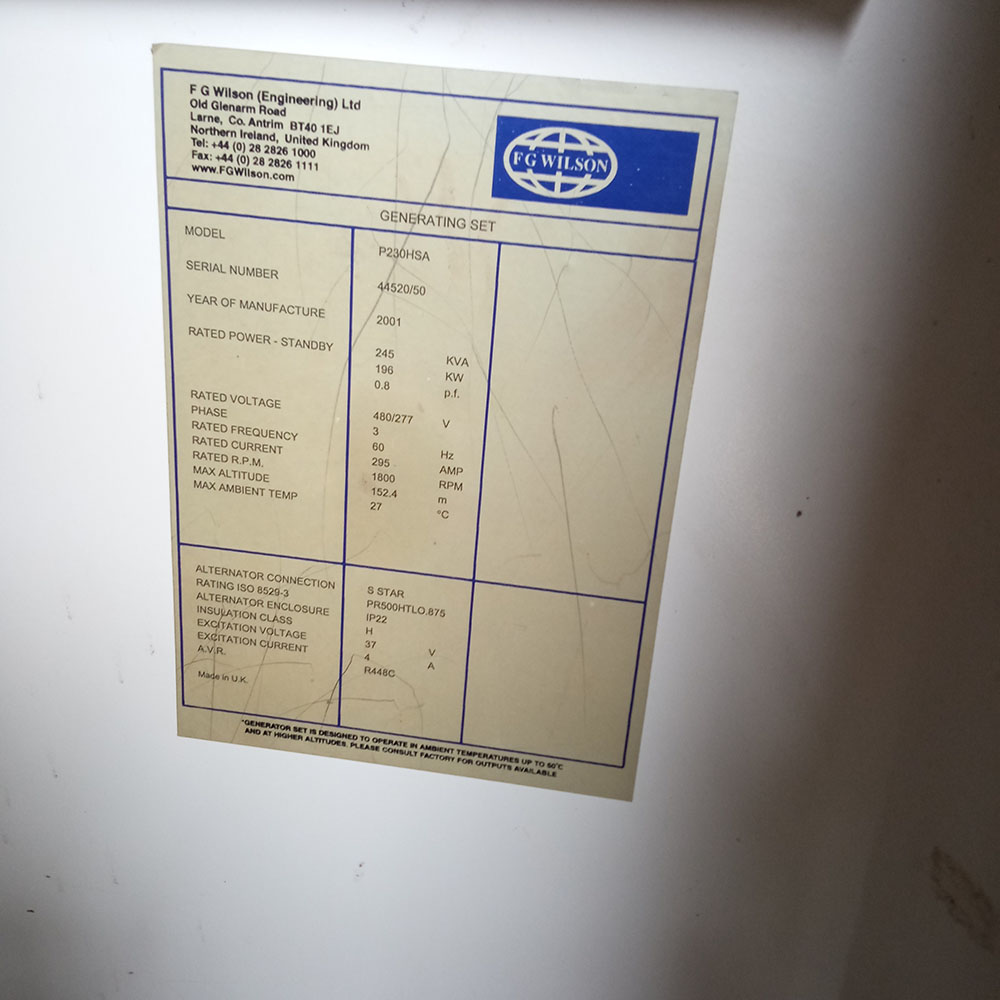 F G Wilson (Engineering) Ltd
Old Glenarm Road
Larne, Co. Antrim BT40 1EJ
Northern Ireland, United Kingdom
Tel: +44 (0) 28 2826 1000
Fax: +44 (0) 28 2826 1111
www.FGWilson.com
FG WILSON
GENERATING SET
MODEL P230HSA
SERIAL NUMBER 44520/50
YEAR OF MANUFACTURE 2001
RATED POWER - STANDBY 245 KVA
196 KW
0.8 p.f.
RATED VOLTAGE 480/277 V
PHASE 3
RATED FREQUENCY 60 Hz
RATED CURRENT 295 AMP
RATED R.P.M. 1800 RPM
MAX ALTITUDE 152.4 m
MAX AMBIENT TEMP 27 °C
ALTERNATOR CONNECTION S STAR
RATING ISO 8529-3 PR500HTLO.875
ALTERNATOR ENCLOSURE IP22
INSULATION CLASS H
EXCITATION VOLTAGE 37 V
EXCITATION CURRENT 4 A
A.V.R. R448C
Made in U.K.
*GENERATOR SET IS DESIGNED TO OPERATE IN AMBIENT TEMPERATURES UP TO 50°C
AND AT HIGHER ALTITUDES. PLEASE CONSULT FACTORY FOR OUTPUTS AVAILABLE